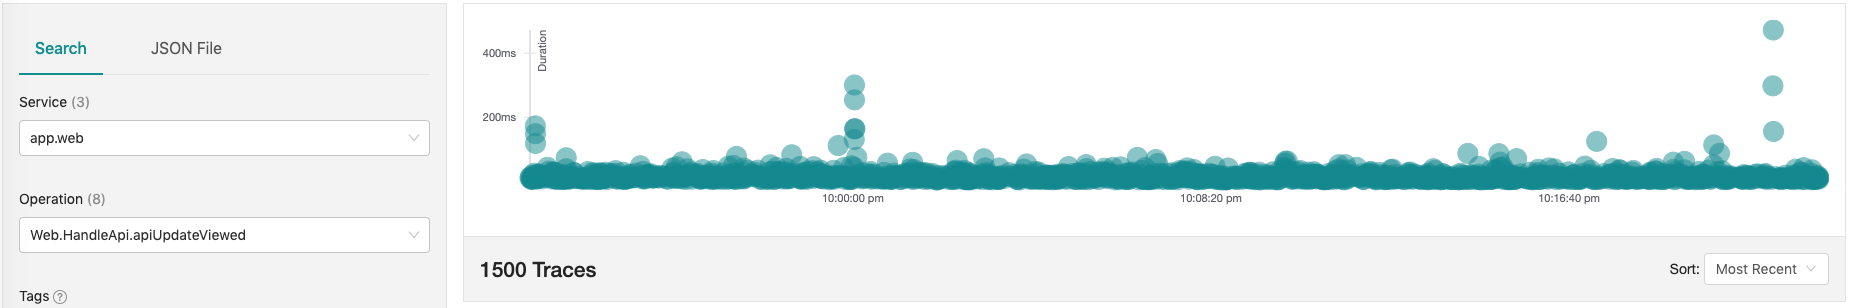 Search
JSON File
Service (3)
app.web
Operation (8)
Web.HandleApi.apiUpdateViewed
Tags ?
Duration
400ms
200ms
10:00:00 pm
10:08:20 pm
10:16:40 pm
1500 Traces
Sort: Most Recent